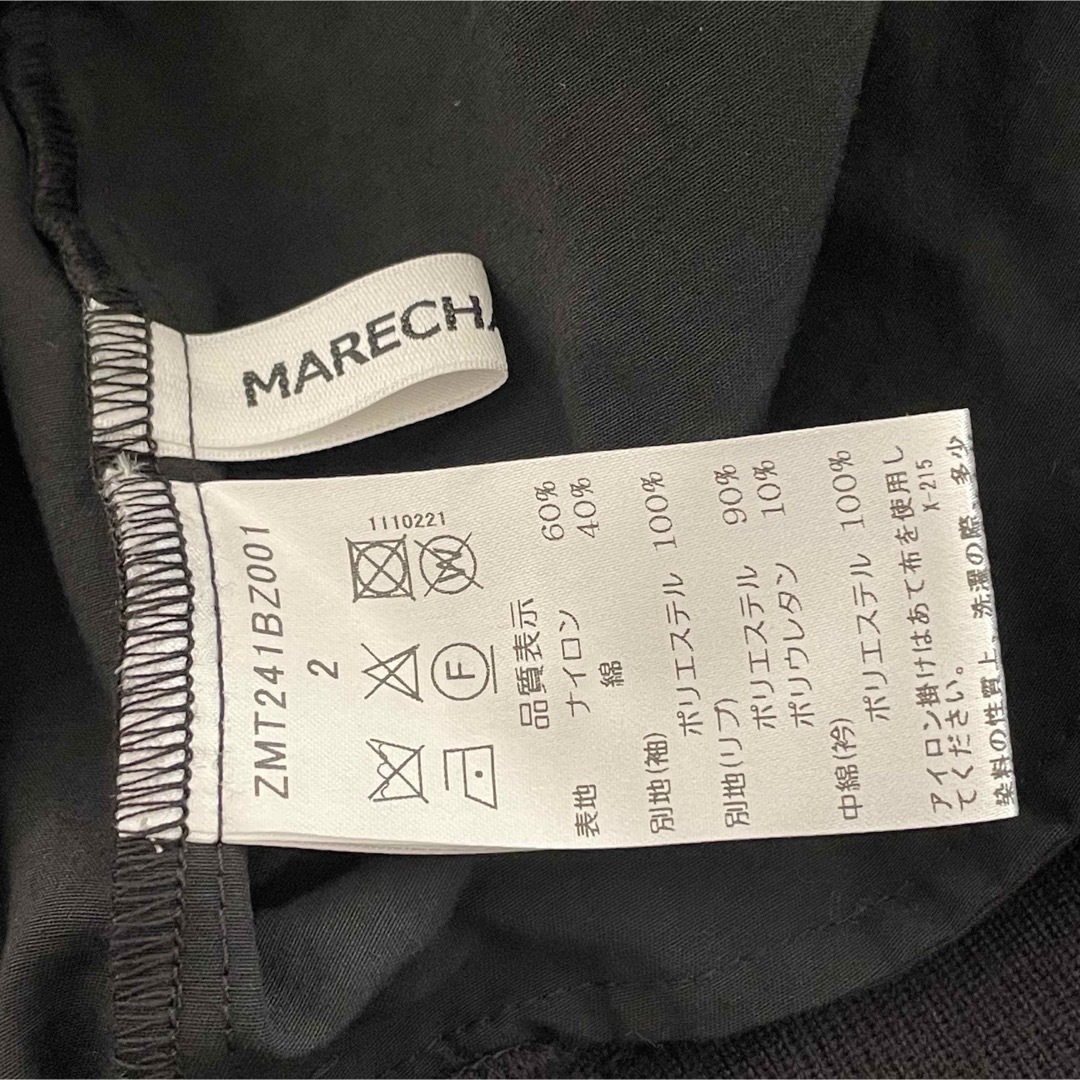 MARECH
ZMT241BZ001
2
1110221
W
F
品質表示
表地 ナイロン 60%
綿 40%
別地(袖)
ポリエステル 100%
別地(リブ)
ポリエステル 90%
ポリウレタン 10%
中綿(衿)
ポリエステル 100%
アイロン掛けはあて布を使用し
てください。 X-215
染料の性質上、洗濯の際、多少